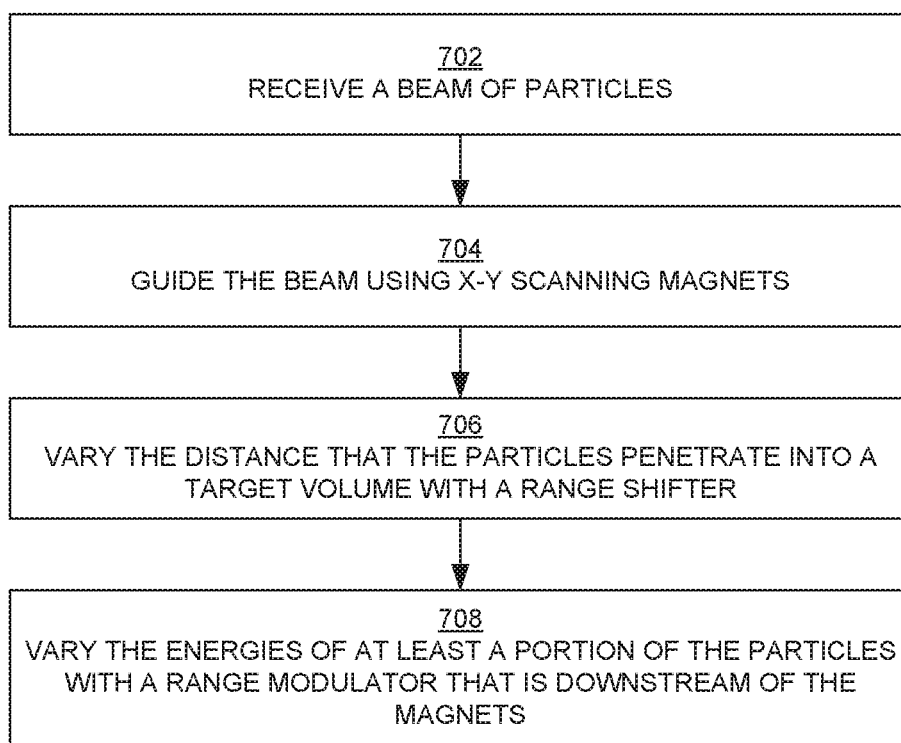 702
RECEIVE A BEAM OF PARTICLES
704
GUIDE THE BEAM USING X-Y SCANNING MAGNETS
706
VARY THE DISTANCE THAT THE PARTICLES PENETRATE INTO A
TARGET VOLUME WITH A RANGE SHIFTER
708
VARY THE ENERGIES OF AT LEAST A PORTION OF THE PARTICLES
WITH A RANGE MODULATOR THAT IS DOWNSTREAM OF THE
MAGNETS